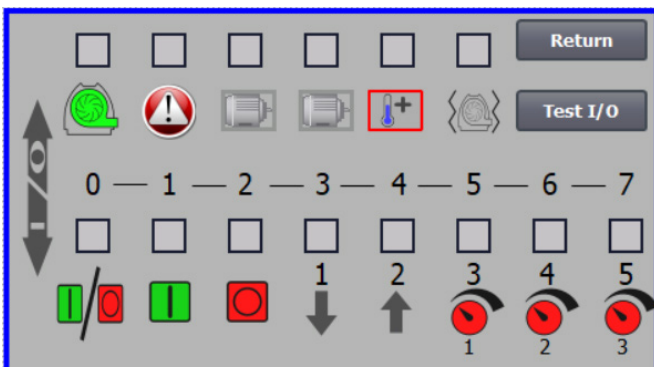 Return
Test I/O
I/O
0 — 1 — 2 — 3 — 4 — 5 — 6 — 7
1 2 3 4 5
1 2 3